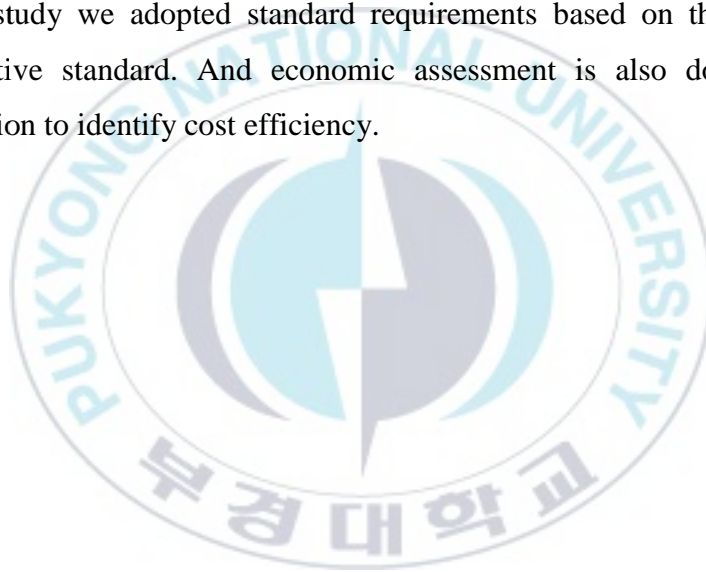 study we adopted standard requirements based on th
tive standard. And economic assessment is also do
ion to identify cost efficiency.
PUKYONG NATIONAL UNIVERSITY
부경대학교